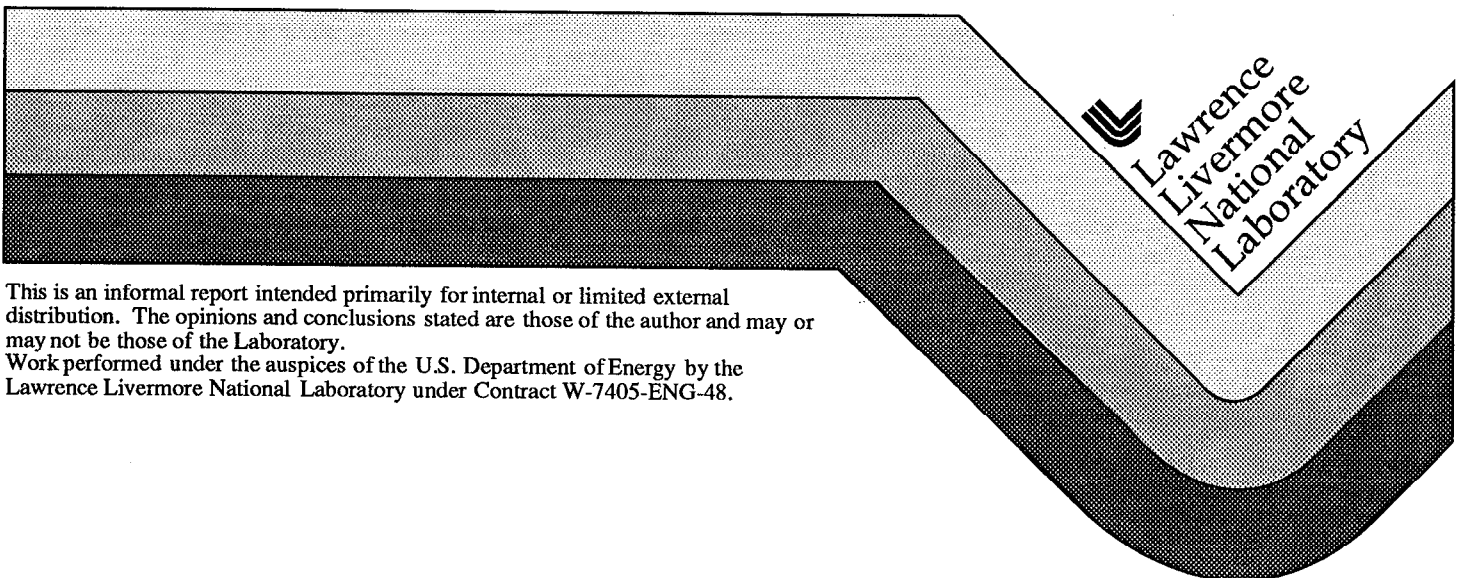 Lawrence
Livermore
National
Laboratory
This is an informal report intended primarily for internal or limited external
distribution. The opinions and conclusions stated are those of the author and may or
may not be those of the Laboratory.
Work performed under the auspices of the U.S. Department of Energy by the
Lawrence Livermore National Laboratory under Contract W-7405-ENG-48.